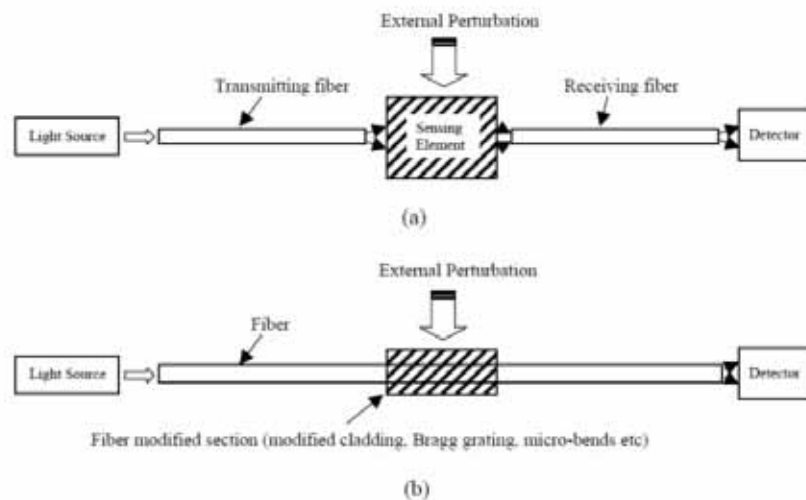 External Perturbation
Transmitting fiber
Receiving fiber
Light Source
Sensing
Element
Detector
(a)
External Perturbation
Fiber
Light Source
Detector
Fiber modified section (modified cladding, Bragg grating, micro-bends etc)
(b)